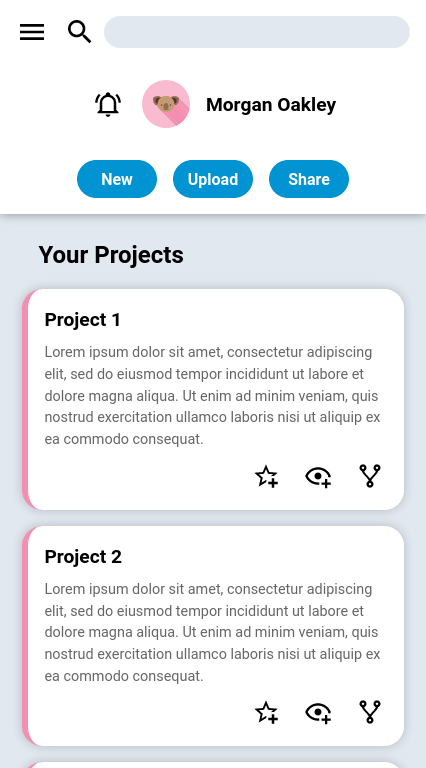 Morgan Oakley
New
Upload
Share
Your Projects
Project 1
Lorem ipsum dolor sit amet, consectetur adipiscing
elit, sed do eiusmod tempor incididunt ut labore et
dolore magna aliqua. Ut enim ad minim veniam, quis
nostrud exercitation ullamco laboris nisi ut aliquip ex
ea commodo consequat.
Project 2
Lorem ipsum dolor sit amet, consectetur adipiscing
elit, sed do eiusmod tempor incididunt ut labore et
dolore magna aliqua. Ut enim ad minim veniam, quis
nostrud exercitation ullamco laboris nisi ut aliquip ex
ea commodo consequat.